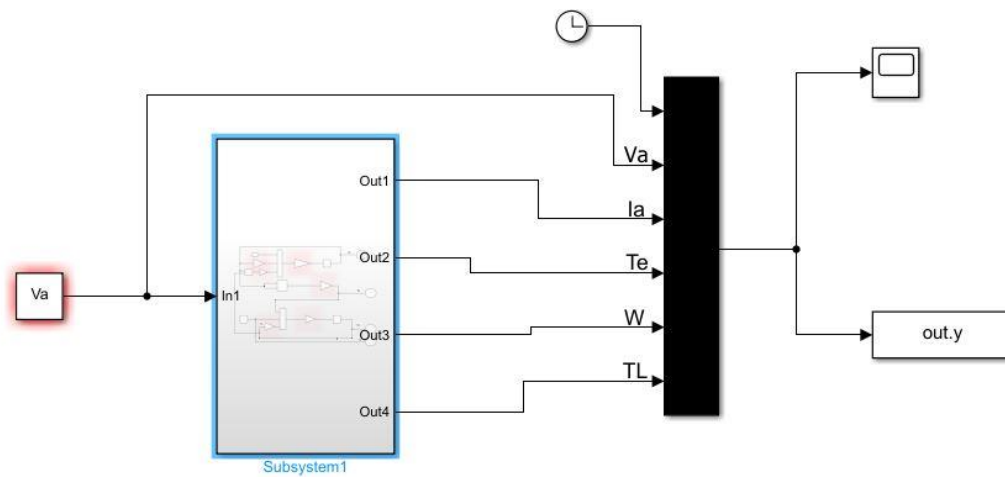 Va
Out1
Ia
Out2
Te
Va
In1
Out3
W
out.y
Out4
TL
Subsystem1